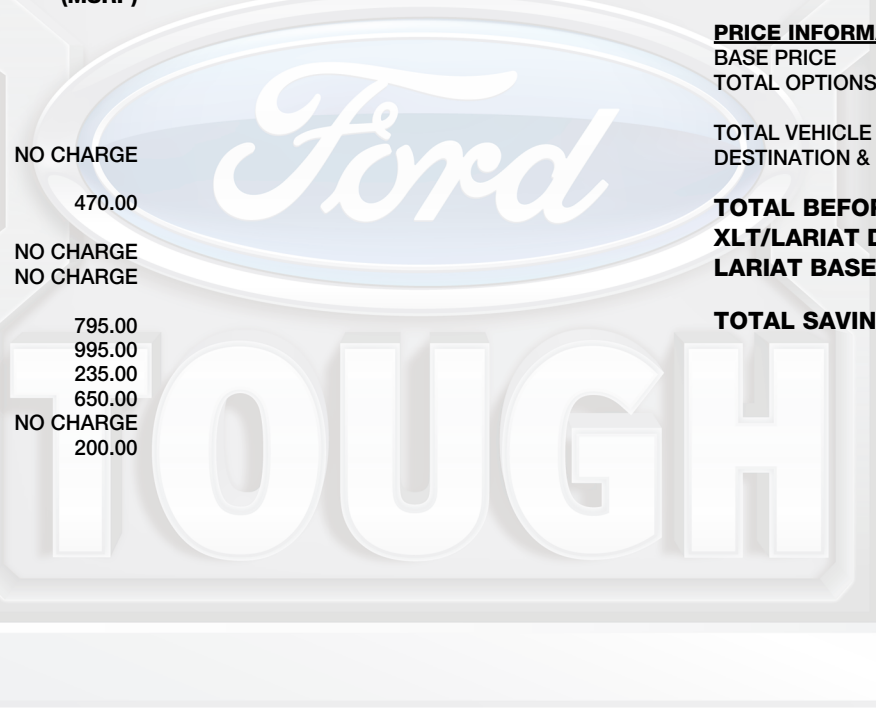 (MSRP)
NO CHARGE
470.00
NO CHARGE
NO CHARGE
795.00
995.00
235.00
650.00
NO CHARGE
200.00
Ford
TOUGH
PRICE INFORMA
BASE PRICE
TOTAL OPTIONS
TOTAL VEHICLE
DESTINATION &
TOTAL BEFOR
XLT/LARIAT D
LARIAT BASE
TOTAL SAVIN